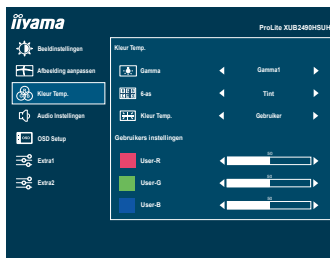 iiyama
ProLite XUB2490HSUH
Beeldinstellingen
Afbeelding aanpassen
Kleur Temp.
Audio Instellingen
OSD
OSD Setup
Extra1
Extra2
Kleur Temp.
Gamma Gamma1
6-as Tint
Kleur Temp. Gebruiker
Gebruikers instellingen
User-R
User-G
User-B